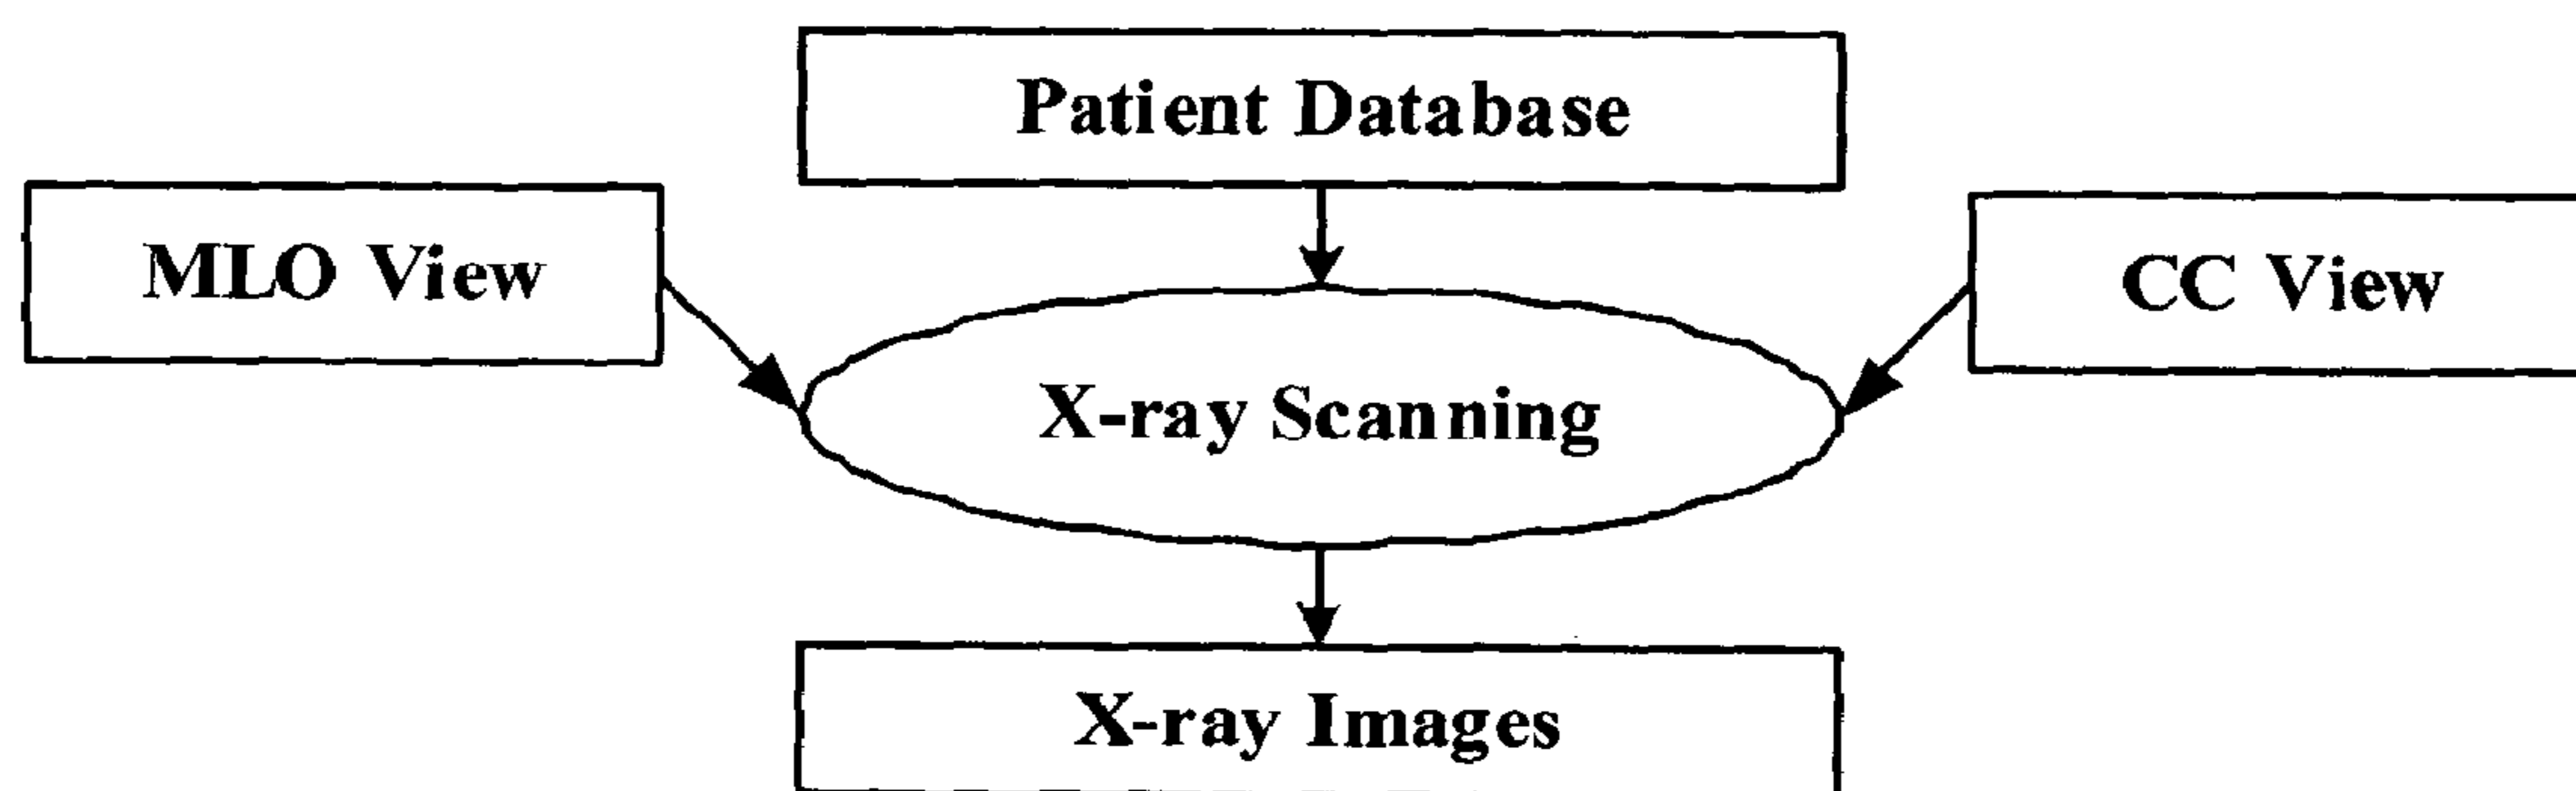 Patient Database
MLO View
CC View
X-ray Scanning
X-ray Images